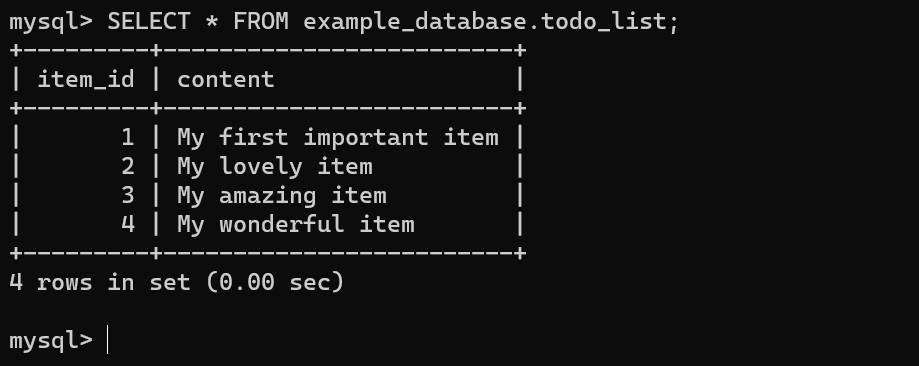 mysql> SELECT * FROM example_database.todo_list;
+---------+-------------------------+
| item_id | content                 |
+---------+-------------------------+
|       1 | My first important item |
|       2 | My lovely item          |
|       3 | My amazing item         |
|       4 | My wonderful item       |
+---------+-------------------------+
4 rows in set (0.00 sec)
mysql>